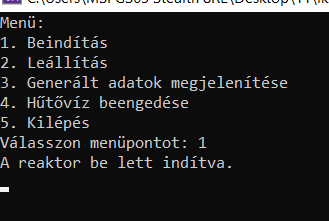 Menü:
1. Beindítás
2. Leállítás
3. Generált adatok megjelenítése
4. Hűtővíz beengedése
5. Kilépés
Válasszon menüpontot: 1
A reaktor be lett indítva.